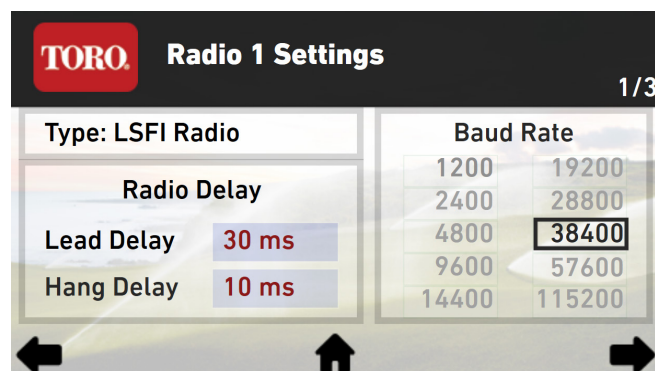 TORO.
Radio 1 Settings
1/3
Type: LSFI Radio
Radio Delay
Lead Delay 30 ms
Hang Delay 10 ms
Baud Rate
1200 19200
2400 28800
4800 38400
9600 57600
14400 115200